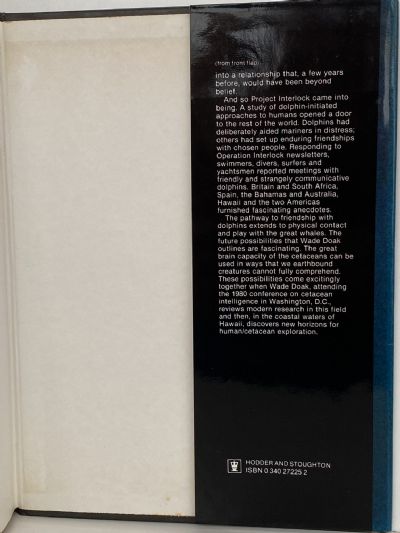 (from front flap)
into a relationship that, a few years
before, would have been beyond
belief.
And so Project Interlock came into
being. A study of dolphin-initiated
approaches to humans opened a door
to the rest of the world. Dolphins had
deliberately aided mariners in distress;
others had set up enduring friendships
with chosen people. Responding to
Operation Interlock newsletters,
swimmers, divers, surfers and
yachtsmen reported meetings with
friendly and strangely communicative
dolphins. Britain and South Africa,
Spain, the Bahamas and Australia,
Hawaii and the two Americas
furnished fascinating anecdotes.
The pathway to friendship with
dolphins extends to physical contact
and play with the great whales. The
future possibilities that Wade Doak
outlines are fascinating. The great
brain capacity of the cetaceans can be
used in ways that we earthbound
creatures cannot fully comprehend.
These possibilities come excitingly
together when Wade Doak, attending
the 1980 conference on cetacean
intelligence in Washington, D.C.,
reviews modern research in this field
and then, in the coastal waters of
Hawaii, discovers new horizons for
human/cetacean exploration.
HODDER AND STOUGHTON
ISBN 0 340 27225 2